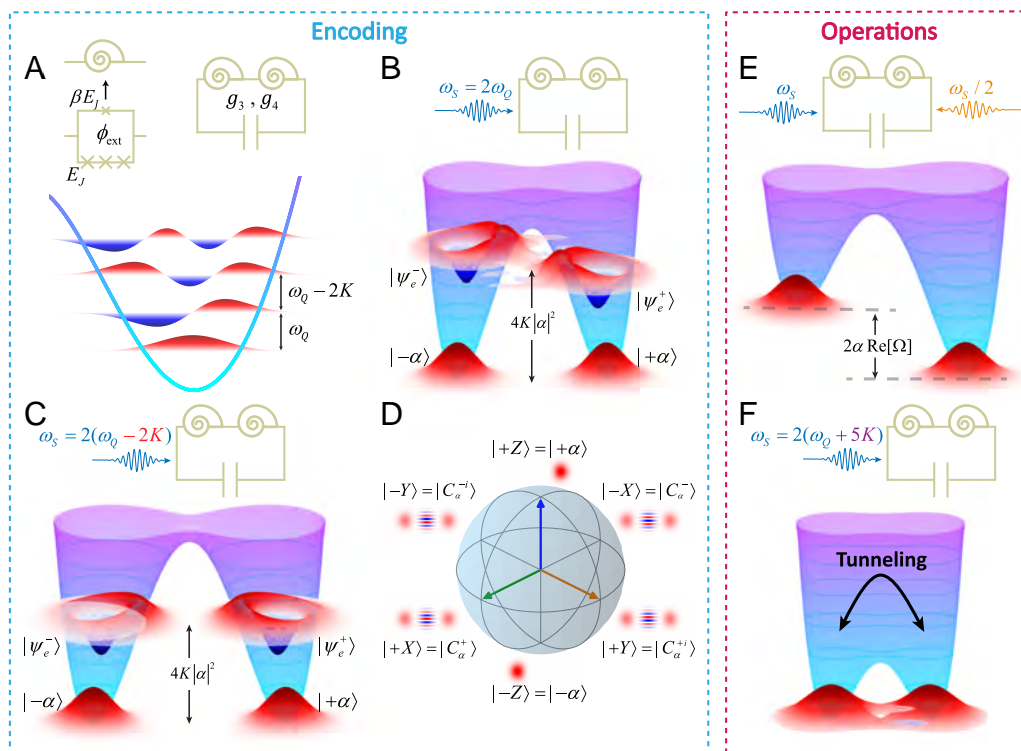 Encoding
Operations
A
βE_J
ϕ_ext
E_J
g_3 , g_4
ω_Q − 2K
ω_Q
B
ω_S = 2ω_Q
|ψ_e^−⟩
|ψ_e^+⟩
4K|α|^2
|−α⟩
|+α⟩
C
ω_S = 2(ω_Q − 2K)
|ψ_e^−⟩
|ψ_e^+⟩
4K|α|^2
|−α⟩
|+α⟩
D
|+Z⟩ = |+α⟩
|−Y⟩ = |C_α^{−i}⟩
|−X⟩ = |C_α^−⟩
|+X⟩ = |C_α^+⟩
|+Y⟩ = |C_α^{+i}⟩
|−Z⟩ = |−α⟩
E
ω_S
ω_S / 2
2α Re[Ω]
F
ω_S = 2(ω_Q + 5K)
Tunneling